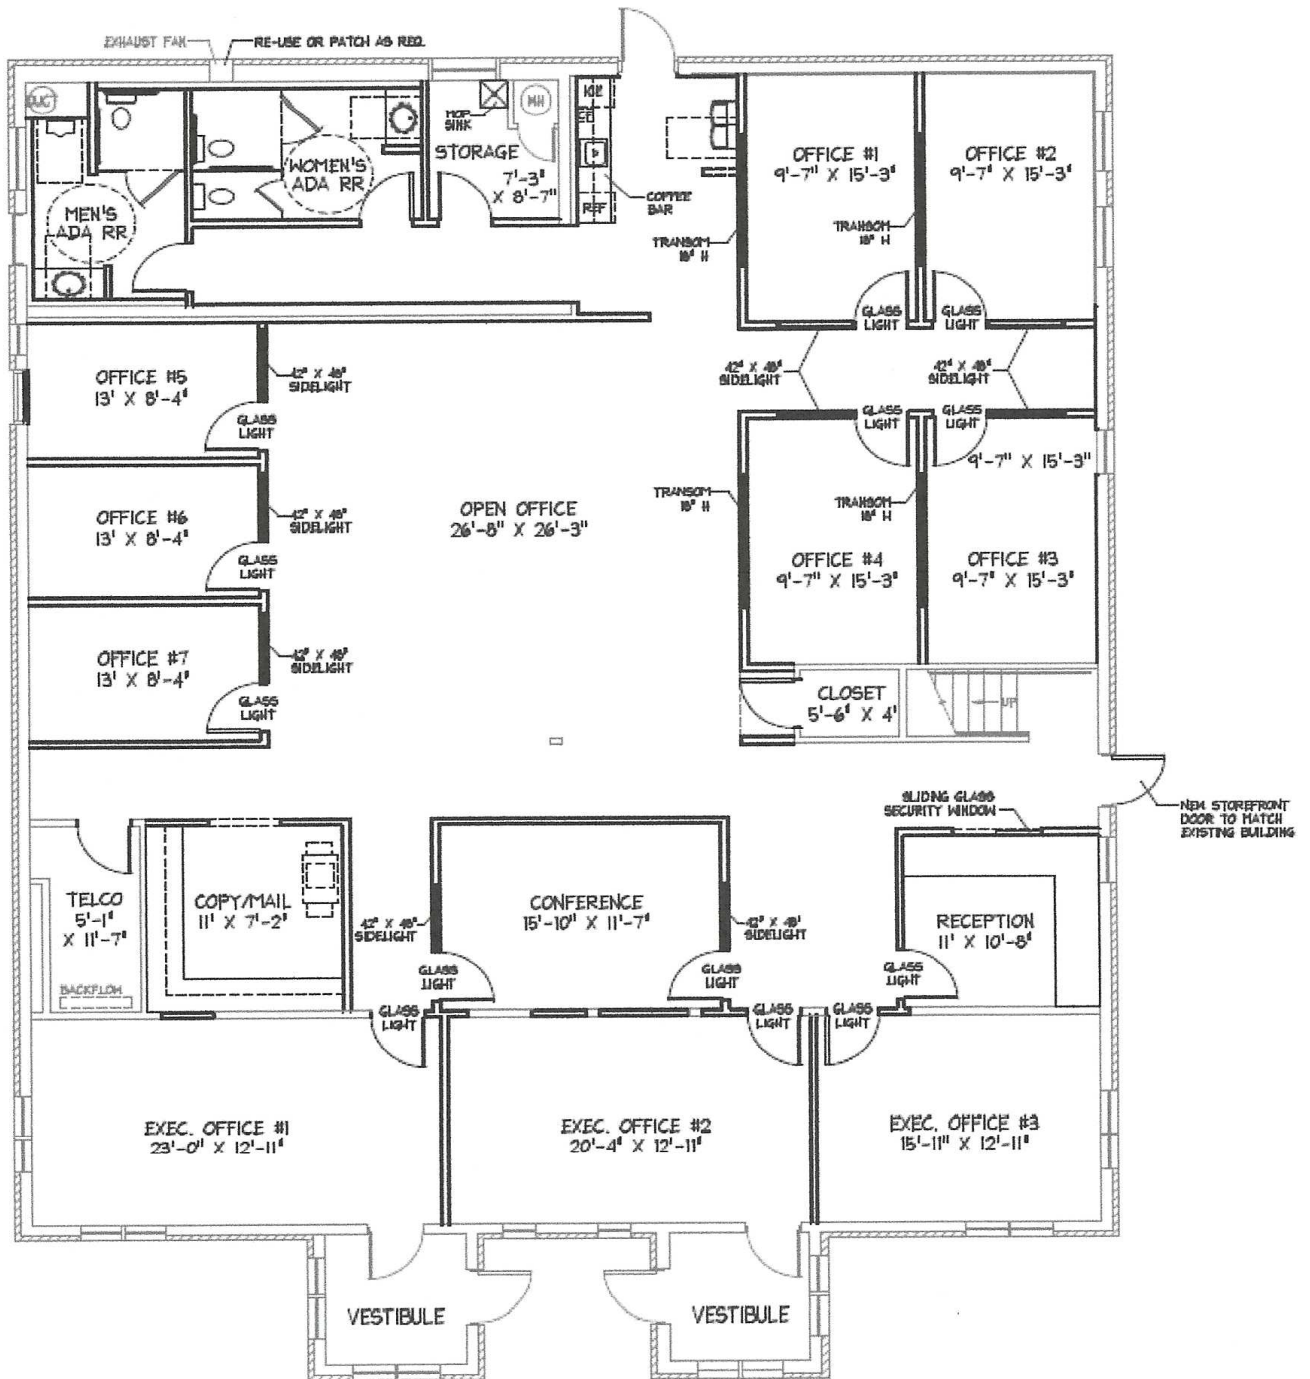 EXHAUST FAN
RE-USE OR PATCH AS REQ.
MOP
SINK
WH
STORAGE
7'-3"
X 8'-7"
WOMEN'S
ADA RR
MEN'S
ADA RR
REF
COFFEE
BAR
OFFICE #1
9'-7" X 15'-3"
OFFICE #2
9'-7" X 15'-3"
TRANSOM
18" H
TRANSOM
18" H
GLASS
LIGHT
GLASS
LIGHT
OFFICE #5
13' X 8'-4"
42" X 48"
SIDELIGHT
GLASS
LIGHT
42" X 48"
SIDELIGHT
42" X 48"
SIDELIGHT
GLASS
LIGHT
GLASS
LIGHT
9'-7" X 15'-3"
OFFICE #6
13' X 8'-4"
42" X 48"
SIDELIGHT
GLASS
LIGHT
OPEN OFFICE
26'-8" X 26'-3"
TRANSOM
18" H
TRANSOM
18" H
OFFICE #4
9'-7" X 15'-3"
OFFICE #3
9'-7" X 15'-3"
OFFICE #7
13' X 8'-4"
42" X 48"
SIDELIGHT
GLASS
LIGHT
CLOSET
5'-6" X 4'
UP
SLIDING GLASS
SECURITY WINDOW
NEW STOREFRONT
DOOR TO MATCH
EXISTING BUILDING
TELCO
5'-1"
X 11'-7"
BACKFLOW
COPY/MAIL
11' X 7'-2"
42" X 48"
SIDELIGHT
CONFERENCE
15'-10" X 11'-7"
42" X 48"
SIDELIGHT
RECEPTION
11' X 10'-8"
GLASS
LIGHT
GLASS
LIGHT
GLASS
LIGHT
GLASS
LIGHT
GLASS
LIGHT
GLASS
LIGHT
EXEC. OFFICE #1
23'-0" X 12'-11"
EXEC. OFFICE #2
20'-4" X 12'-11"
EXEC. OFFICE #3
15'-11" X 12'-11"
VESTIBULE
VESTIBULE